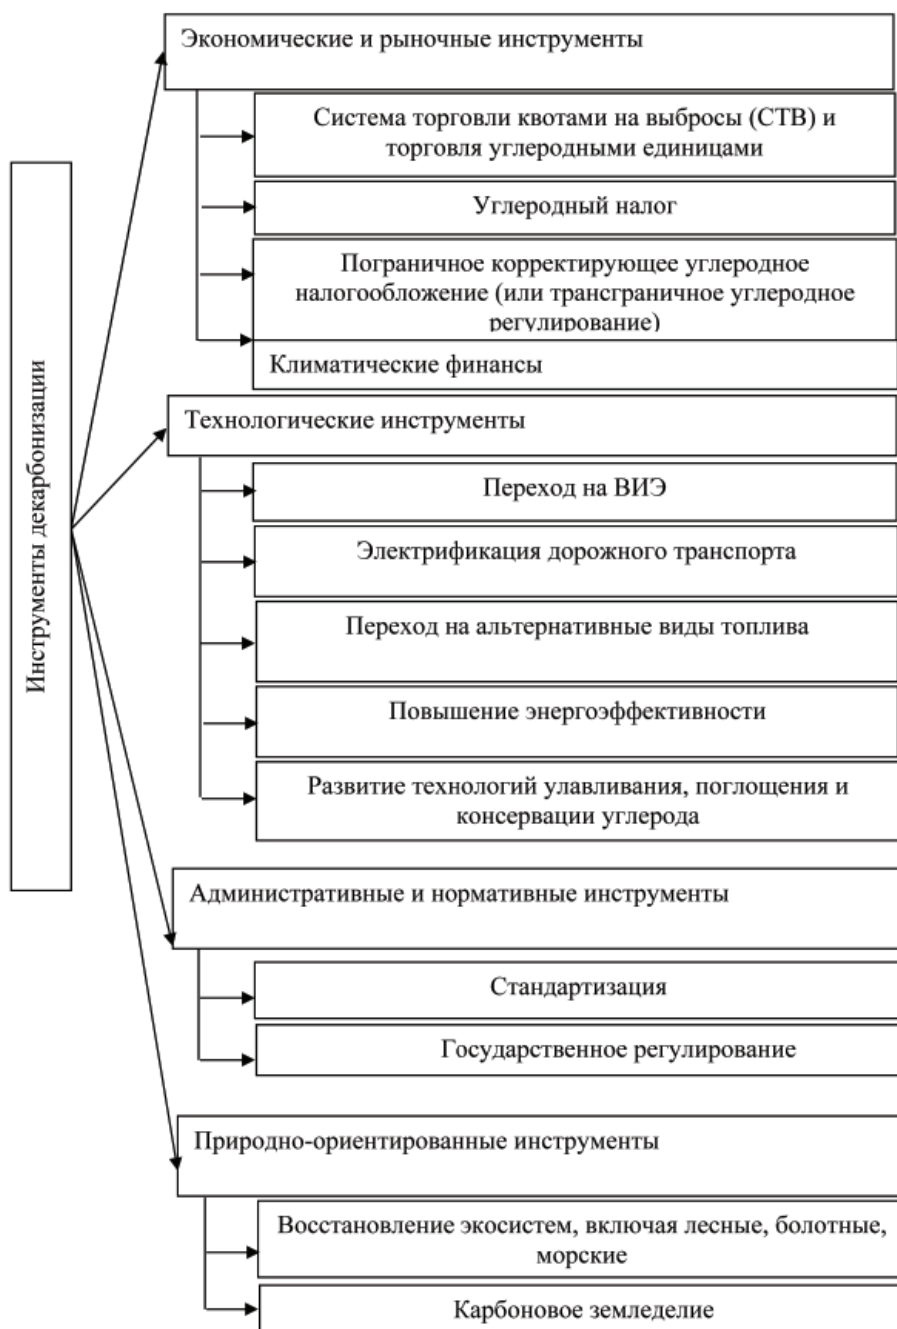 Инструменты декарбонизации
Экономические и рыночные инструменты
Система торговли квотами на выбросы (СТВ) и
торговля углеродными единицами
Углеродный налог
Пограничное корректирующее углеродное
налогообложение (или трансграничное углеродное
регулирование)
Климатические финансы
Технологические инструменты
Переход на ВИЭ
Электрификация дорожного транспорта
Переход на альтернативные виды топлива
Повышение энергоэффективности
Развитие технологий улавливания, поглощения и
консервации углерода
Административные и нормативные инструменты
Стандартизация
Государственное регулирование
Природно-ориентированные инструменты
Восстановление экосистем, включая лесные, болотные,
морские
Карбоновое земледелие